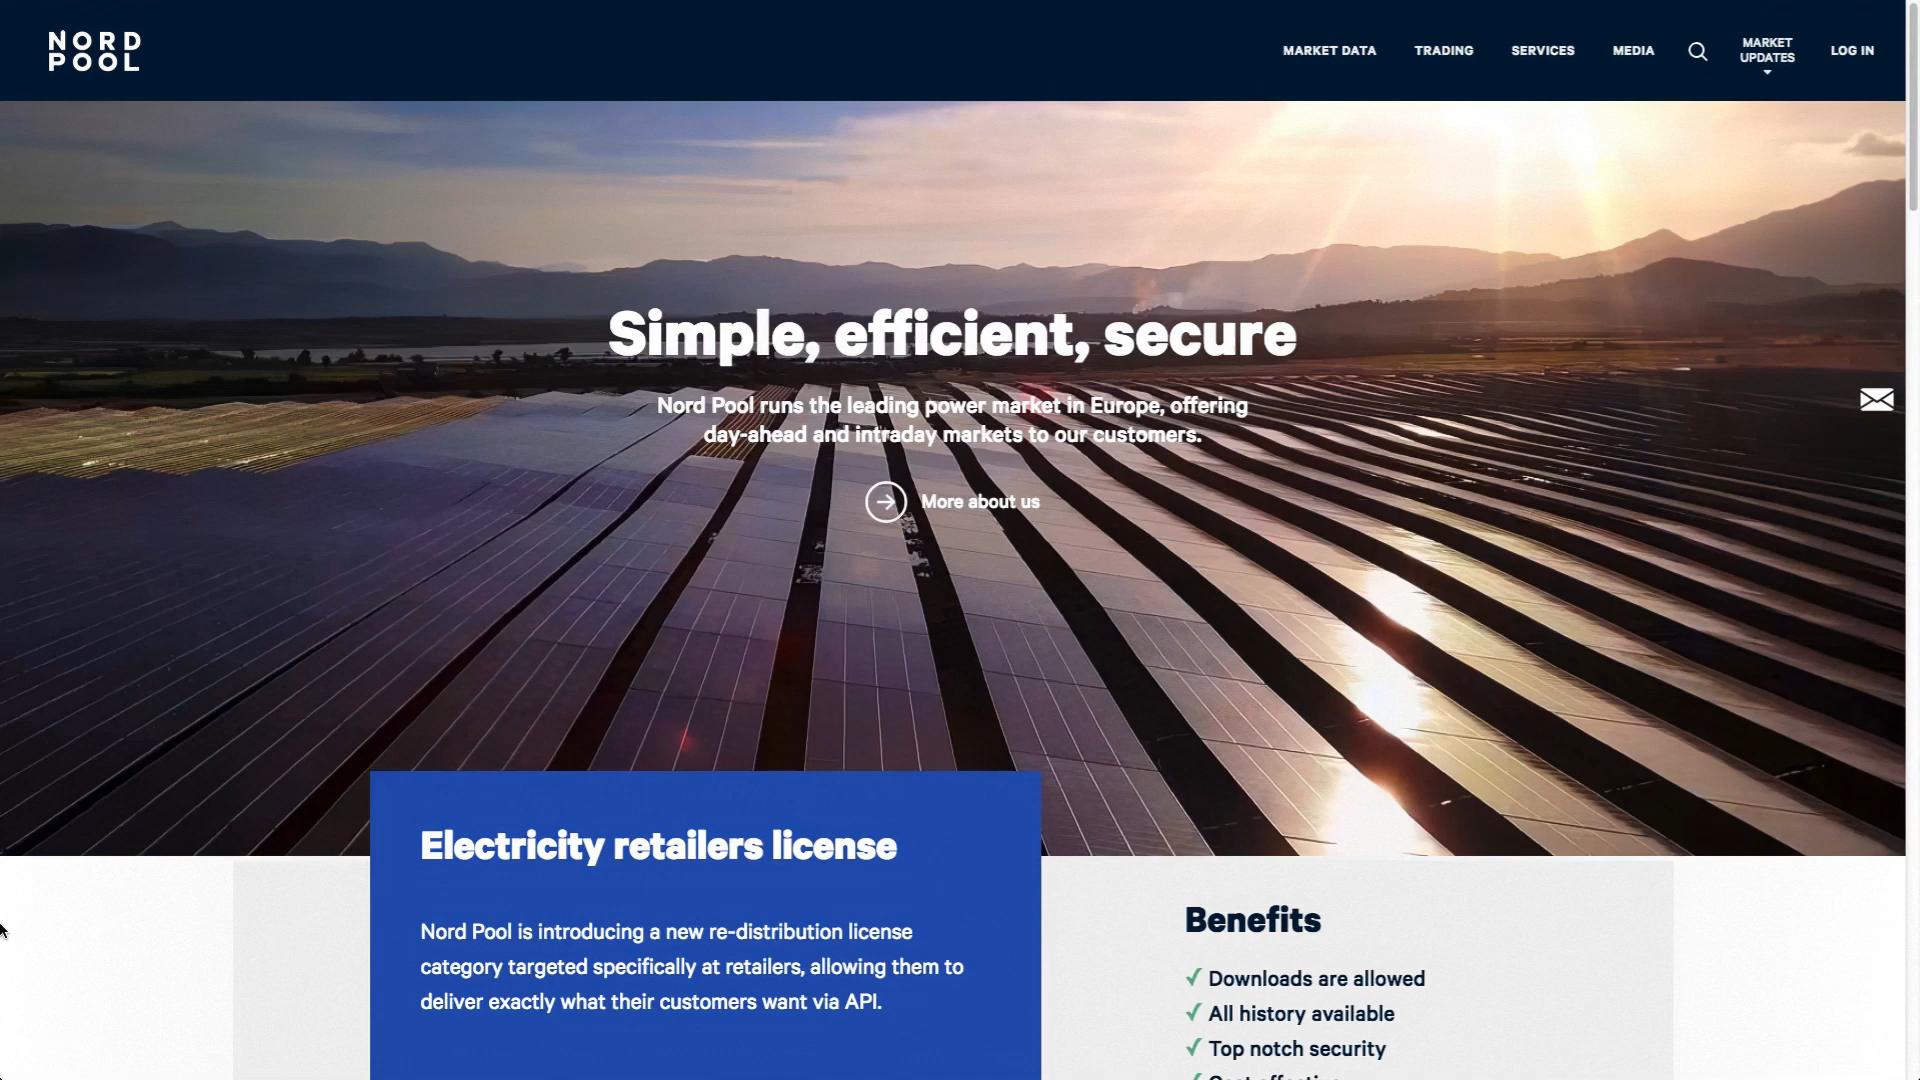 NORD
POOL
MARKET DATA
TRADING
SERVICES
MEDIA
MARKET
UPDATES
LOG IN
Simple, efficient, secure
Nord Pool runs the leading power market in Europe, offering
day-ahead and intraday markets to our customers.
More about us
Electricity retailers license
Nord Pool is introducing a new re-distribution license
category targeted specifically at retailers, allowing them to
deliver exactly what their customers want via API.
Benefits
✓ Downloads are allowed
✓ All history available
✓ Top notch security